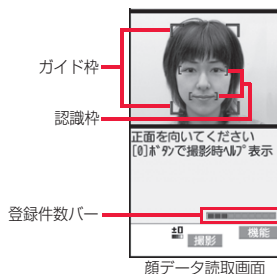 ガイド枠
認識枠
正面を向いてください
[0]ﾎﾞﾀﾝで撮影時ﾍﾙﾌﾟ表示
登録件数バー
±0
撮影
機能
顔データ読取画面